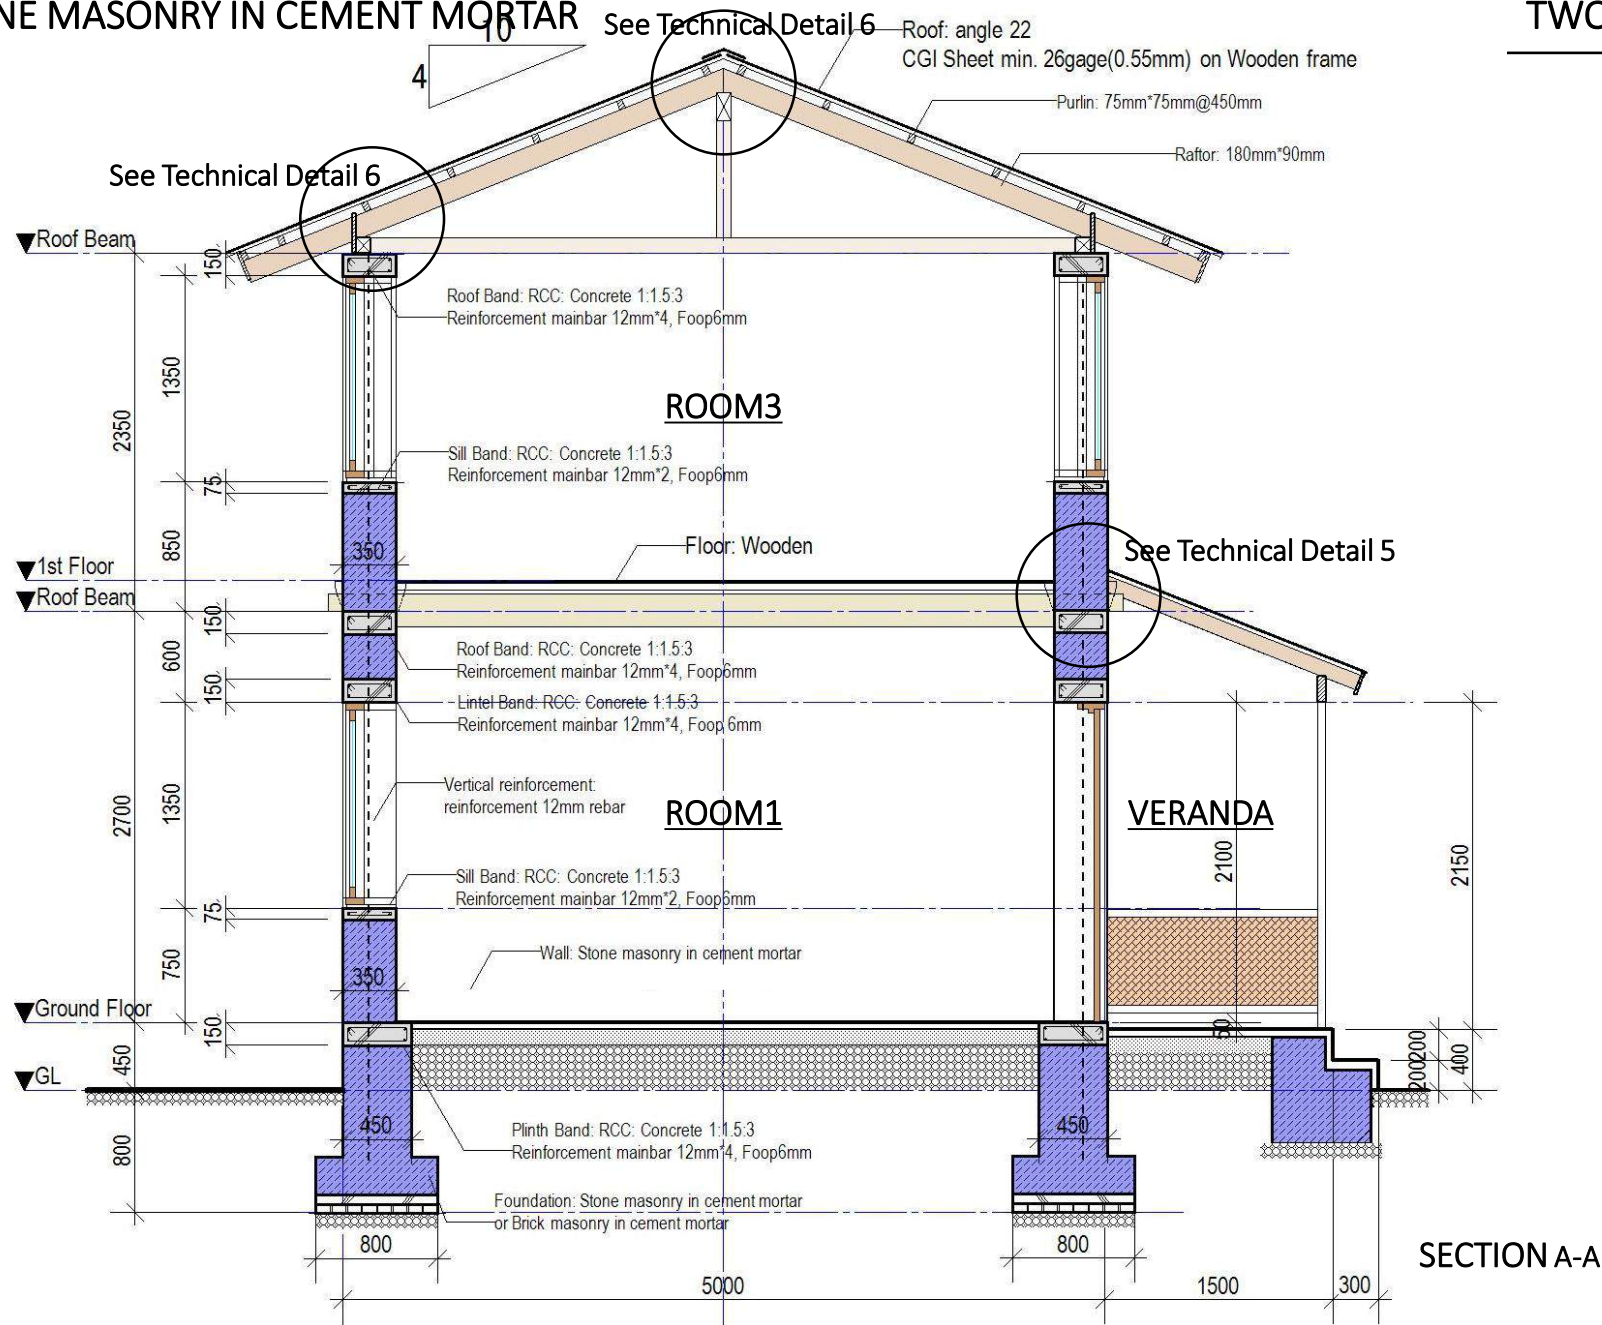 NE MASONRY IN CEMENT MORTAR
TWO
See Technical Detail 6
10
4
Roof: angle 22
CGI Sheet min. 26gage(0.55mm) on Wooden frame
Purlin: 75mm*75mm@450mm
Raftor: 180mm*90mm
See Technical Detail 6
Roof Beam
150
Roof Band: RCC: Concrete 1:1.5:3
Reinforcement mainbar 12mm*4, Foop6mm
1350
2350
ROOM3
Sill Band: RCC: Concrete 1:1.5:3
Reinforcement mainbar 12mm*2, Foop6mm
75
850
350
Floor: Wooden
See Technical Detail 5
1st Floor
Roof Beam
150
600
150
Roof Band: RCC: Concrete 1:1.5:3
Reinforcement mainbar 12mm*4, Foop6mm
Lintel Band: RCC: Concrete 1:1.5:3
Reinforcement mainbar 12mm*4, Foop 6mm
Vertical reinforcement:
reinforcement 12mm rebar
2700
1350
ROOM1
VERANDA
2100
2150
Sill Band: RCC: Concrete 1:1.5:3
Reinforcement mainbar 12mm*2, Foop6mm
75
750
350
Wall: Stone masonry in cement mortar
Ground Floor
150
50
450
200
200
400
GL
800
450
450
Plinth Band: RCC: Concrete 1:1.5:3
Reinforcement mainbar 12mm*4, Foop6mm
Foundation: Stone masonry in cement mortar
or Brick masonry in cement mortar
800
800
SECTION A-A
5000
1500
300